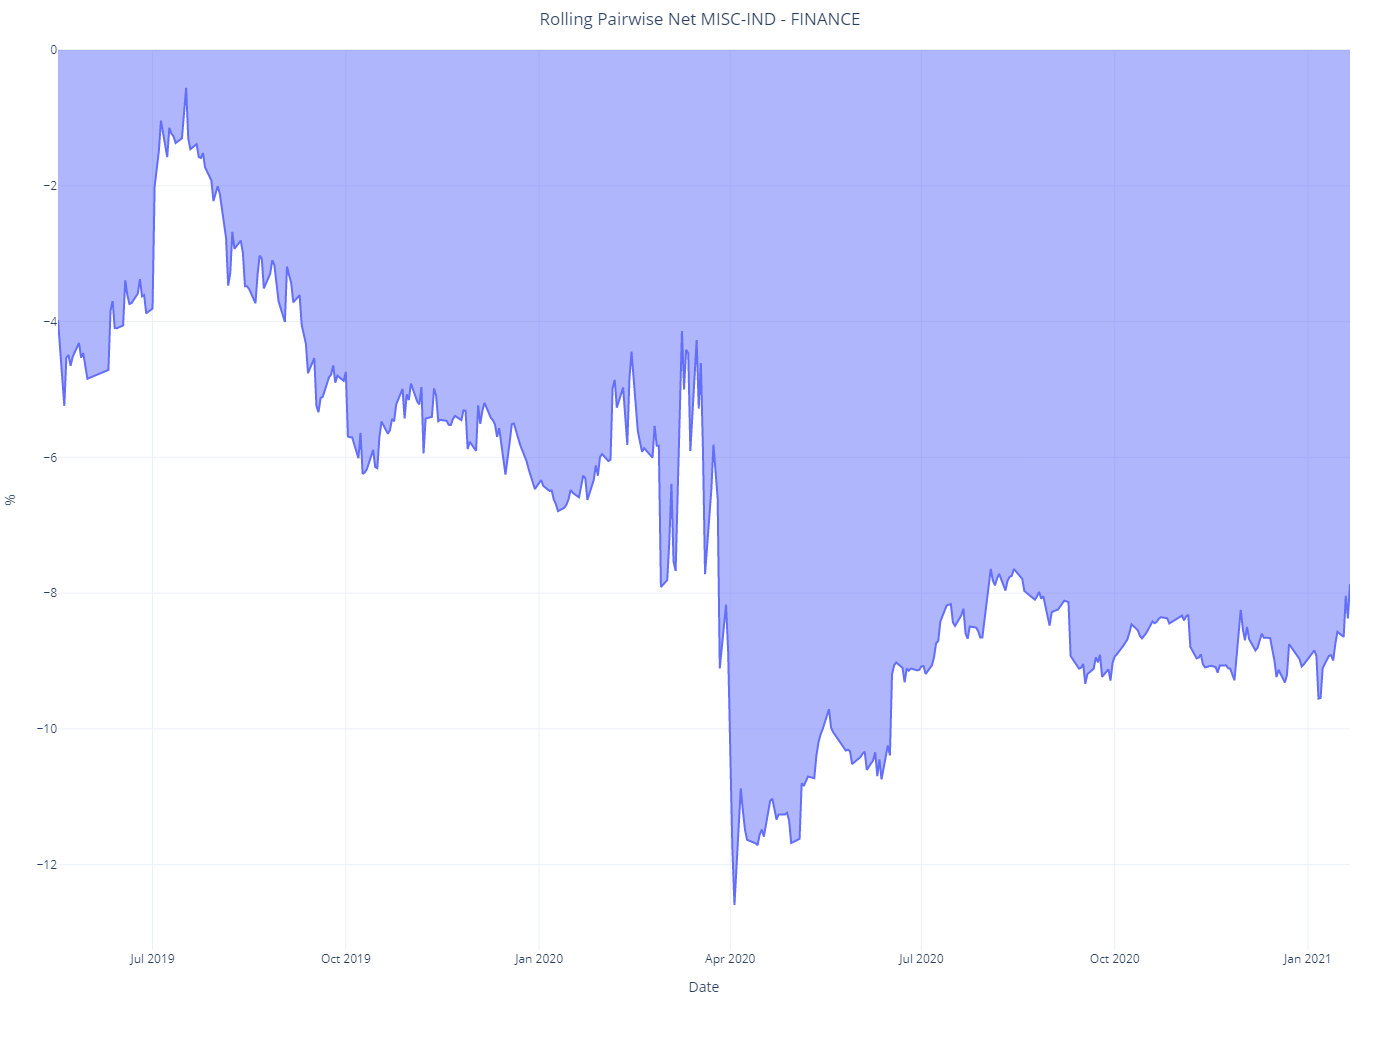 Rolling Pairwise Net MISC-IND - FINANCE
0
−2
−4
−6
−8
−10
−12
%
Jul 2019
Oct 2019
Jan 2020
Apr 2020
Jul 2020
Oct 2020
Jan 2021
Date